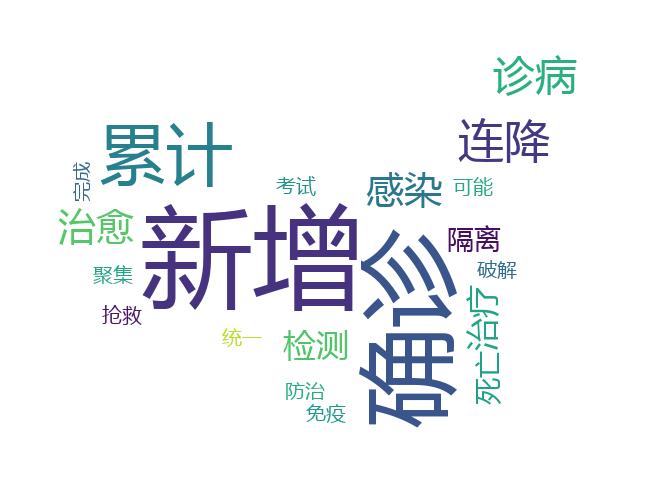 诊病
连降
累计
完成
考试
感染
可能
治愈
新增
确诊
隔离
聚集
破解
抢救
治疗
死亡
统一
检测
防治
免疫